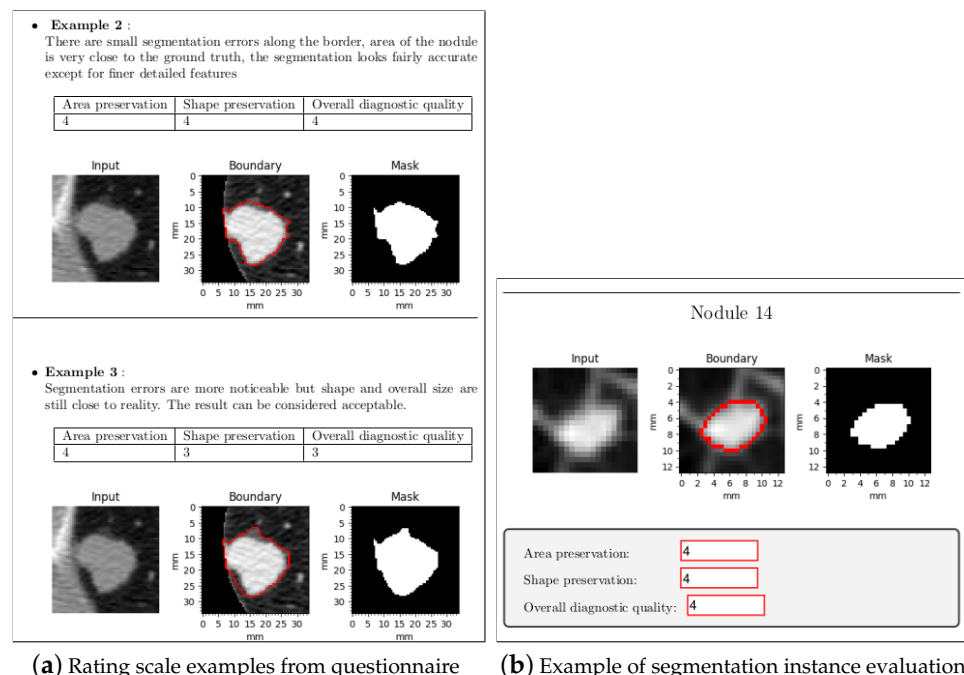 • Example 2 :
There are small segmentation errors along the border, area of the nodule
is very close to the ground truth, the segmentation looks fairly accurate
except for finer detailed features
Area preservation Shape preservation Overall diagnostic quality
4 4 4
Input Boundary Mask
0
5
10
15
20
25
30
mm
0 5 10 15 20 25 30
mm
0
5
10
15
20
25
30
mm
0 5 10 15 20 25 30
mm
• Example 3 :
Segmentation errors are more noticeable but shape and overall size are
still close to reality. The result can be considered acceptable.
Area preservation Shape preservation Overall diagnostic quality
4 3 3
Input Boundary Mask
0
5
10
15
20
25
30
mm
0 5 10 15 20 25 30
mm
0
5
10
15
20
25
30
mm
0 5 10 15 20 25 30
mm
(a) Rating scale examples from questionnaire
Nodule 14
Input Boundary Mask
0
2
4
6
8
10
12
mm
0 2 4 6 8 10 12
mm
0
2
4
6
8
10
12
mm
0 2 4 6 8 10 12
mm
Area preservation: 4
Shape preservation: 4
Overall diagnostic quality: 4
(b) Example of segmentation instance evaluation